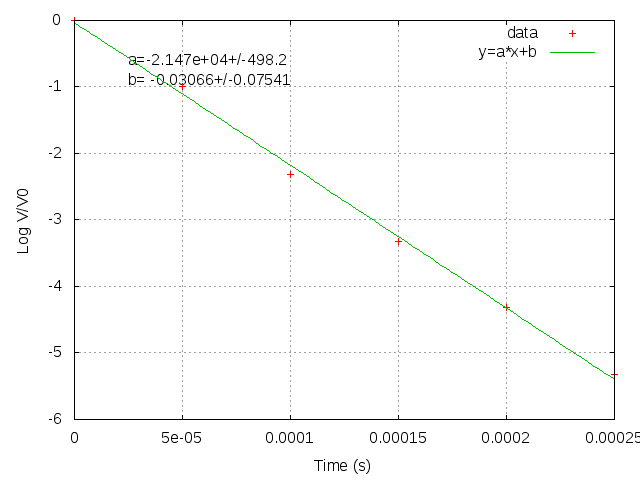 data
y=a*x+b
a=-2.147e+04+/-498.2
b= -0.03066+/-0.07541
0
-1
-2
-3
-4
-5
-6
Log V/V0
0
5e-05
0.0001
0.00015
0.0002
0.00025
Time (s)